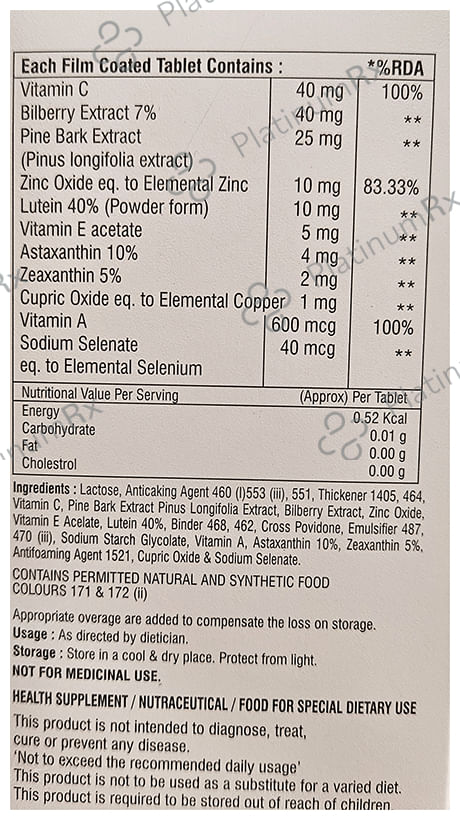 Each Film Coated Tablet Contains : *%RDA
Vitamin C 40 mg 100%
Bilberry Extract 7% 40 mg **
Pine Bark Extract 25 mg **
(Pinus longifolia extract)
Zinc Oxide eq. to Elemental Zinc 10 mg 83.33%
Lutein 40% (Powder form) 10 mg **
Vitamin E acetate 5 mg **
Astaxanthin 10% 4 mg **
Zeaxanthin 5% 2 mg **
Cupric Oxide eq. to Elemental Copper 1 mg **
Vitamin A 600 mcg 100%
Sodium Selenate 40 mcg **
eq. to Elemental Selenium
Nutritional Value Per Serving (Approx) Per Tablet
Energy 0.52 Kcal
Carbohydrate 0.01 g
Fat 0.00 g
Cholestrol 0.00 g
Ingredients : Lactose, Anticaking Agent 460 (I)553 (iii), 551, Thickener 1405, 464,
Vitamin C, Pine Bark Extract Pinus Longifolia Extract, Bilberry Extract, Zinc Oxide,
Vitamin E Acelate, Lutein 40%, Binder 468, 462, Cross Povidone, Emulsifier 487,
470 (iii), Sodium Starch Glycolate, Vitamin A, Astaxanthin 10%, Zeaxanthin 5%,
Antifoaming Agent 1521, Cupric Oxide & Sodium Selenate.
CONTAINS PERMITTED NATURAL AND SYNTHETIC FOOD
COLOURS 171 & 172 (ii)
Appropriate overage are added to compensate the loss on storage.
Usage : As directed by dietician.
Storage : Store in a cool & dry place. Protect from light.
NOT FOR MEDICINAL USE.
HEALTH SUPPLEMENT / NUTRACEUTICAL / FOOD FOR SPECIAL DIETARY USE
This product is not intended to diagnose, treat,
cure or prevent any disease.
'Not to exceed the recommended daily usage'
This product is not to be used as a substitute for a varied diet.
This product is required to be stored out of reach of children.
PlatinumRx
PlatinumRx